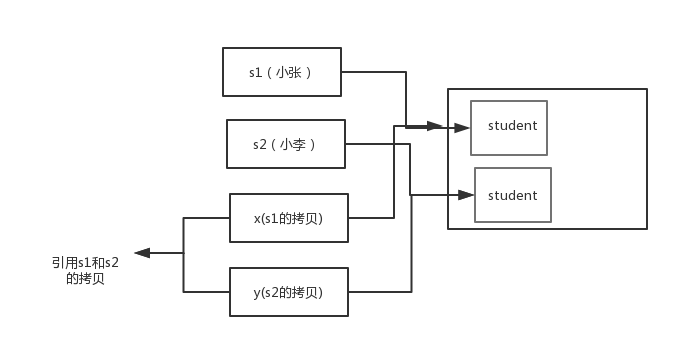 s1（小张）
student
s2（小李）
student
x(s1的拷贝)
引用s1和s2
的拷贝
y(s2的拷贝)